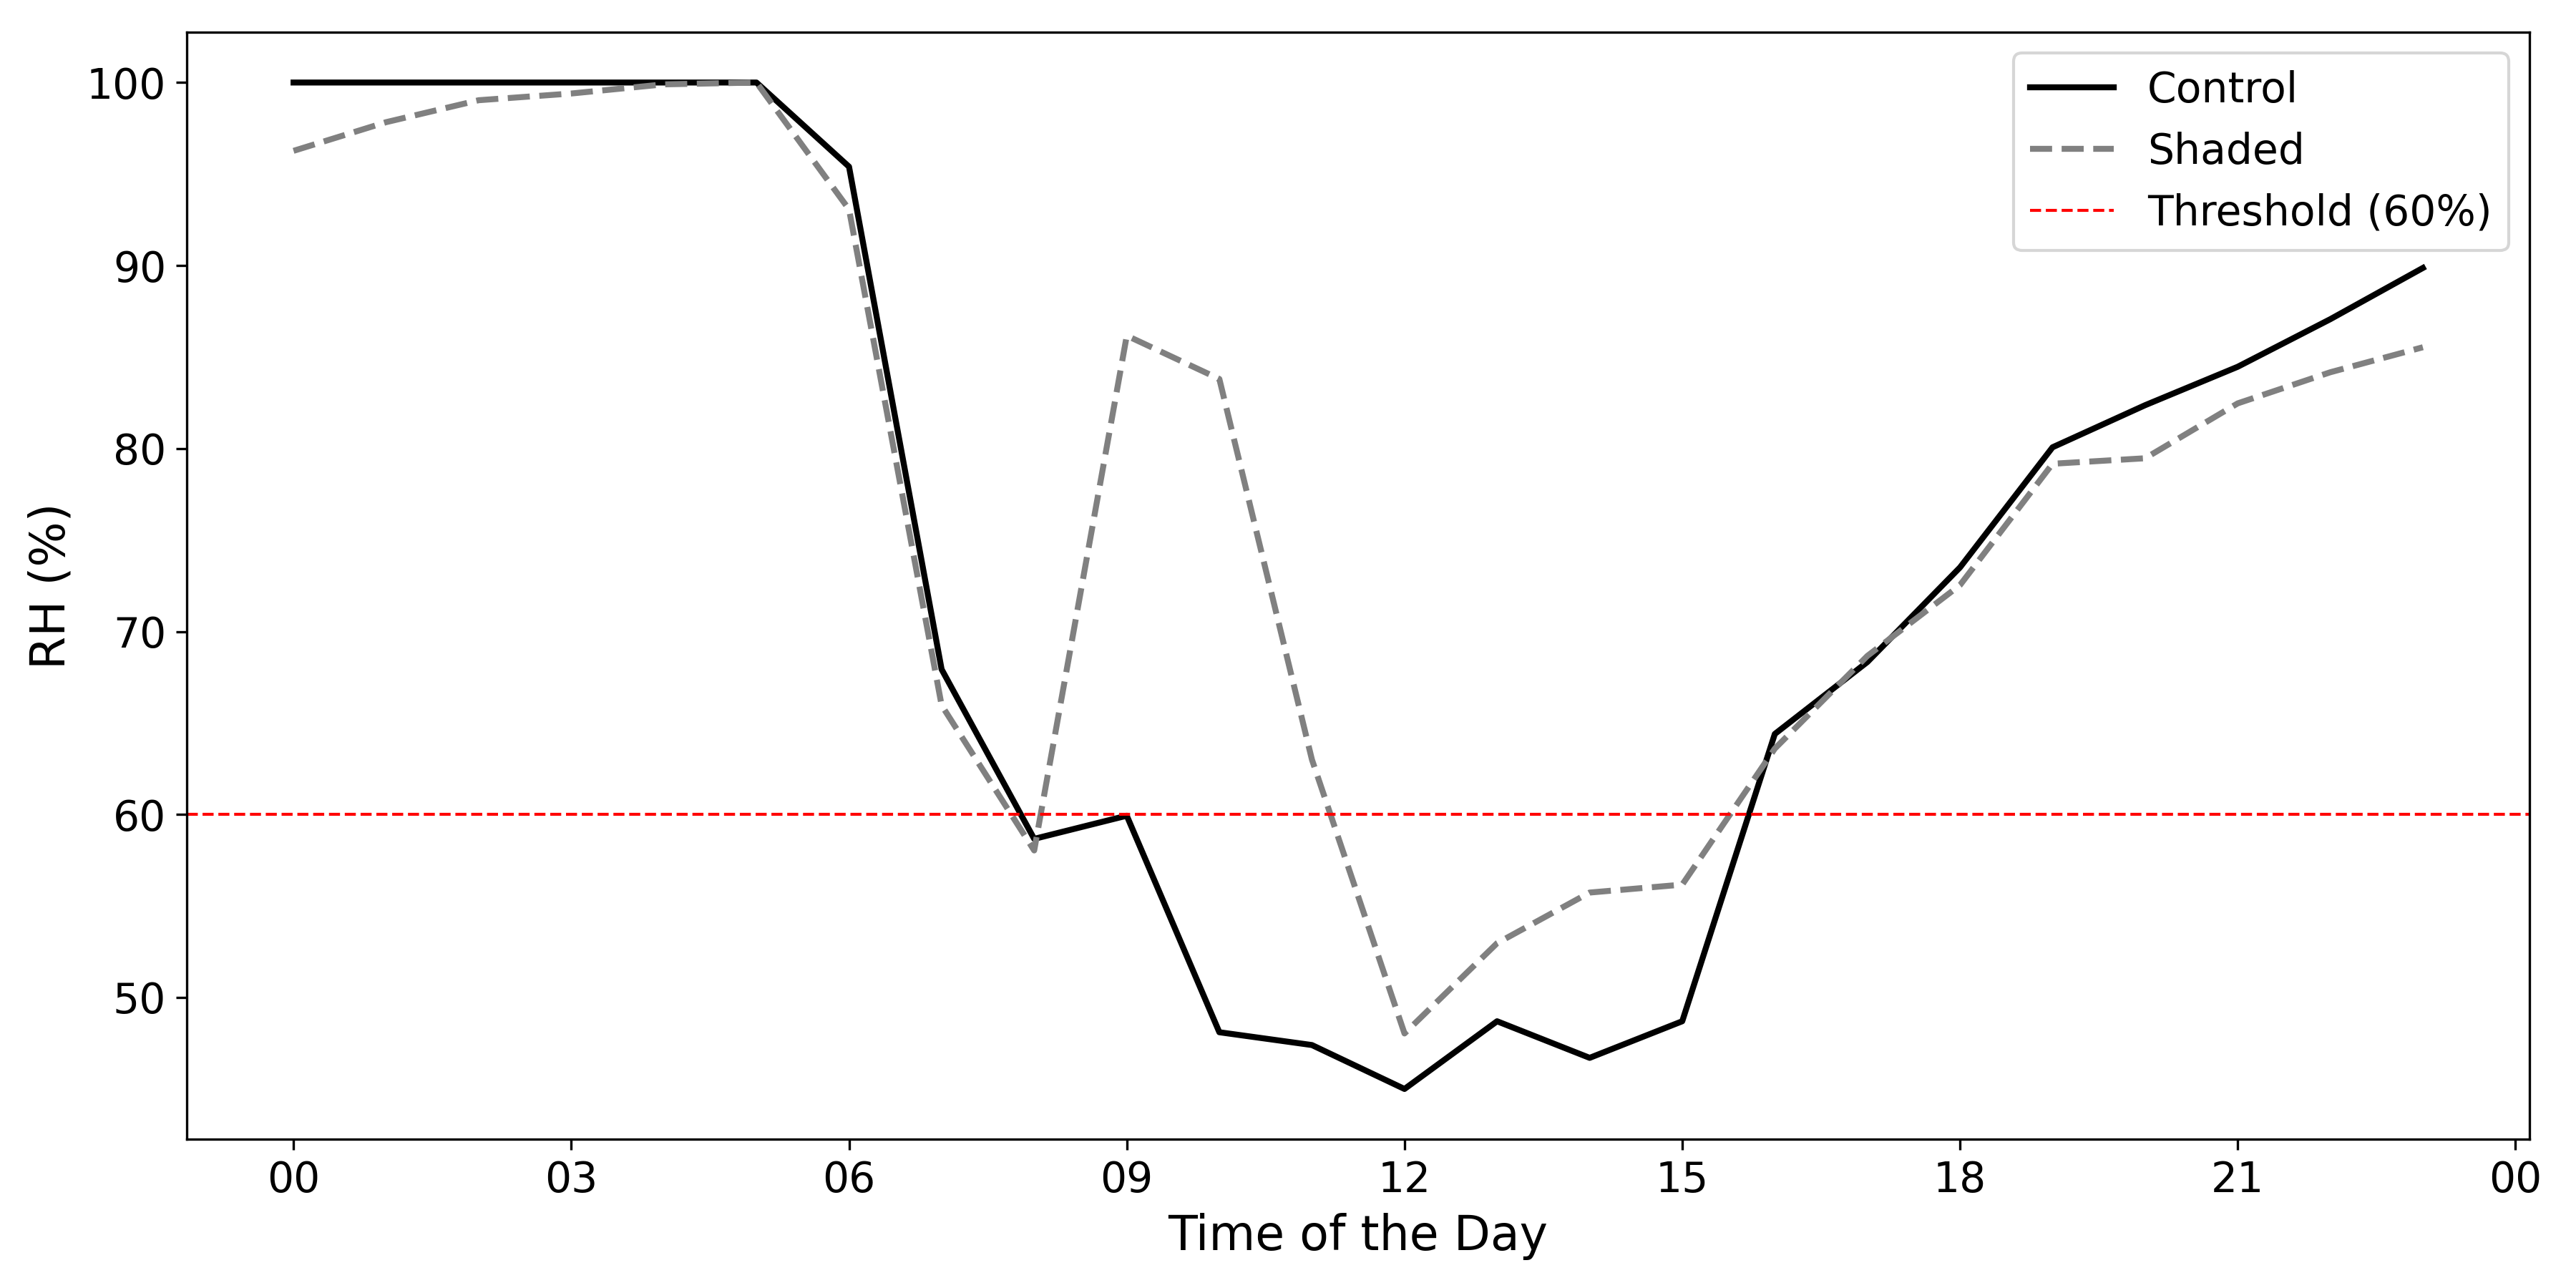 100
90
80
70
60
50
RH (%)
Control
Shaded
Threshold (60%)
00 03 06 09 12 15 18 21 00
Time of the Day